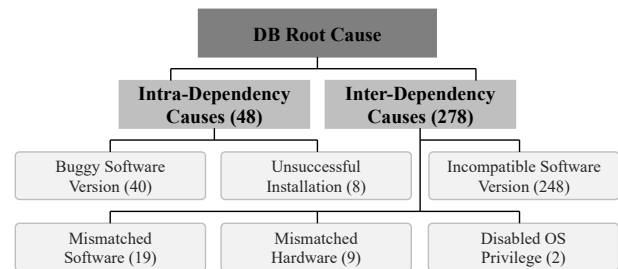 DB Root Cause
Intra-Dependency
Causes (48)
Inter-Dependency
Causes (278)
Buggy Software
Version (40)
Unsuccessful
Installation (8)
Incompatible Software
Version (248)
Mismatched
Software (19)
Mismatched
Hardware (9)
Disabled OS
Privilege (2)